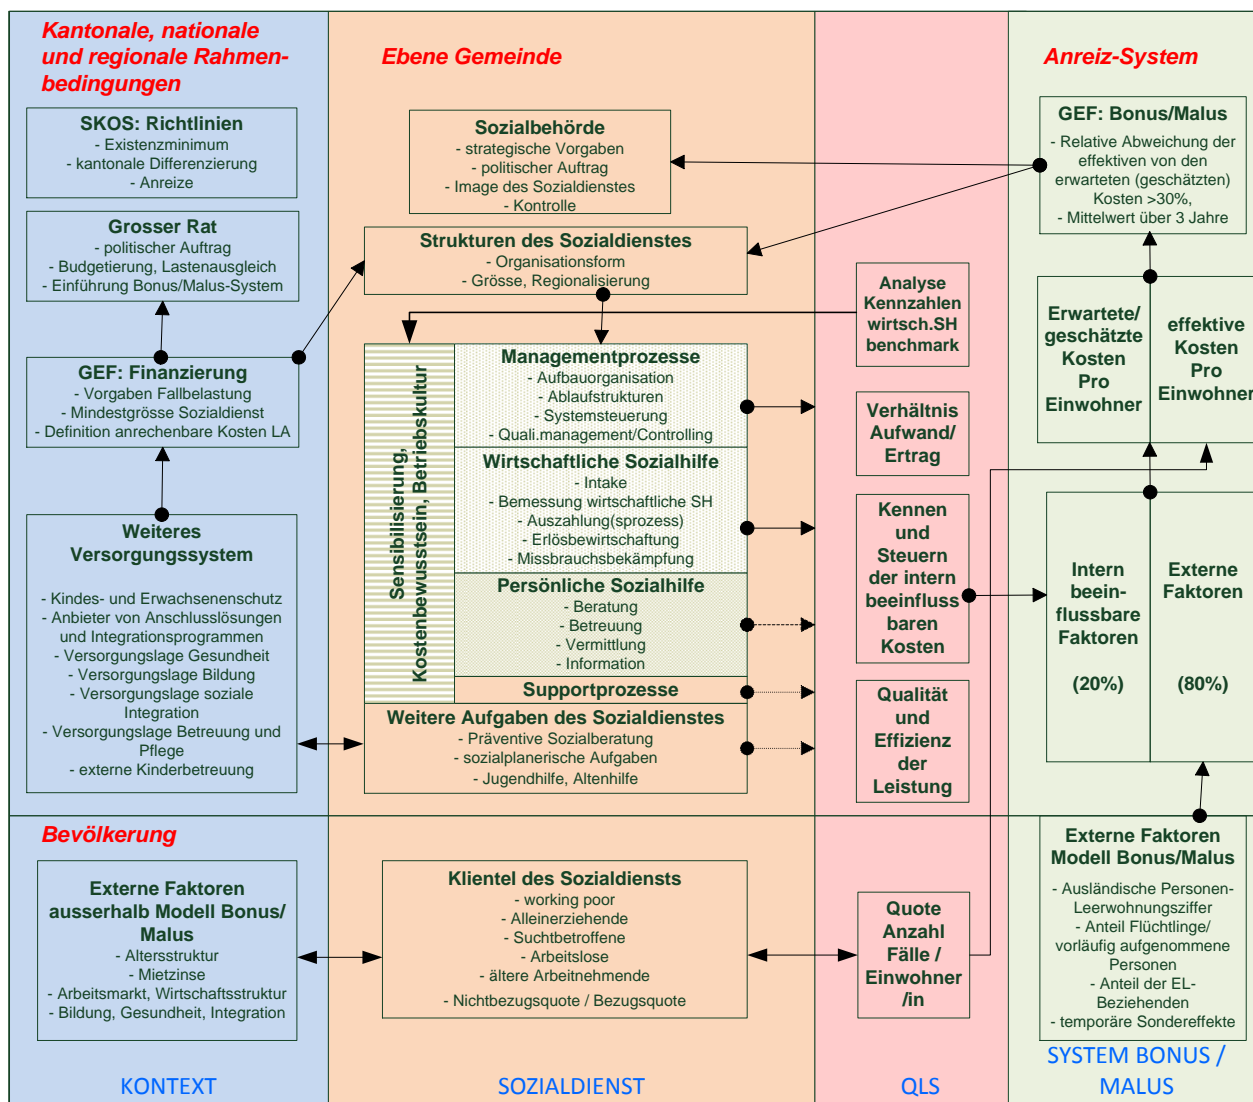 Kantonale, nationale
und regionale Rahmen-
bedingungen
SKOS: Richtlinien
- Existenzminimum
- kantonale Differenzierung
- Anreize
Grosser Rat
- politischer Auftrag
- Budgetierung, Lastenausgleich
- Einführung Bonus/Malus-System
GEF: Finanzierung
- Vorgaben Fallbelastung
- Mindestgrösse Sozialdienst
- Definition anrechenbare Kosten LA
Weiteres
Versorgungssystem
- Kindes- und Erwachsenenschutz
- Anbieter von Anschlusslösungen
und Integrationsprogrammen
- Versorgungslage Gesundheit
- Versorgungslage Bildung
- Versorgungslage soziale
Integration
- Versorgungslage Betreuung und
Pflege
- externe Kinderbetreuung
Bevölkerung
Externe Faktoren
ausserhalb Modell Bonus/
Malus
- Altersstruktur
- Mietzinse
- Arbeitsmarkt, Wirtschaftsstruktur
- Bildung, Gesundheit, Integration
KONTEXT
Ebene Gemeinde
Sozialbehörde
- strategische Vorgaben
- politischer Auftrag
- Image des Sozialdienstes
- Kontrolle
Strukturen des Sozialdienstes
- Organisationsform
- Grösse, Regionalisierung
Sensibilisierung,
Kostenbewusstsein, Betriebskultur
Managementprozesse
- Aufbauorganisation
- Ablaufstrukturen
- Systemsteuerung
- Quali.management/Controlling
Wirtschaftliche Sozialhilfe
- Intake
- Bemessung wirtschaftliche SH
- Auszahlung(sprozess)
- Erlösbewirtschaftung
- Missbrauchsbekämpfung
Persönliche Sozialhilfe
- Beratung
- Betreuung
- Vermittlung
- Information
Supportprozesse
Weitere Aufgaben des Sozialdienstes
- Präventive Sozialberatung
- sozialplanerische Aufgaben
- Jugendhilfe, Altenhilfe
Klientel des Sozialdiensts
- working poor
- Alleinerziehende
- Suchtbetroffene
- Arbeitslose
- ältere Arbeitnehmende
- Nichtbezugsquote / Bezugsquote
SOZIALDIENST
Analyse
Kennzahlen
wirtsch.SH
benchmark
Verhältnis
Aufwand/
Ertrag
Kennen
und
Steuern
der intern
beeinfluss
baren
Kosten
Qualität
und
Effizienz
der
Leistung
Quote
Anzahl
Fälle /
Einwohner
/in
QLS
Anreiz-System
GEF: Bonus/Malus
- Relative Abweichung der
effektiven von den
erwarteten (geschätzten)
Kosten >30%,
- Mittelwert über 3 Jahre
Erwartete/
geschätzte
Kosten
Pro
Einwohner
effektive
Kosten
Pro
Einwohner
Intern
beein-
flussbare
Faktoren
(20%)
Externe
Faktoren
(80%)
Externe Faktoren
Modell Bonus/Malus
- Ausländische Personen-
Leerwohnungsziffer
- Anteil Flüchtlinge/
vorläufig aufgenommene
Personen
- Anteil der EL-
Beziehenden
- temporäre Sondereffekte
SYSTEM BONUS /
MALUS